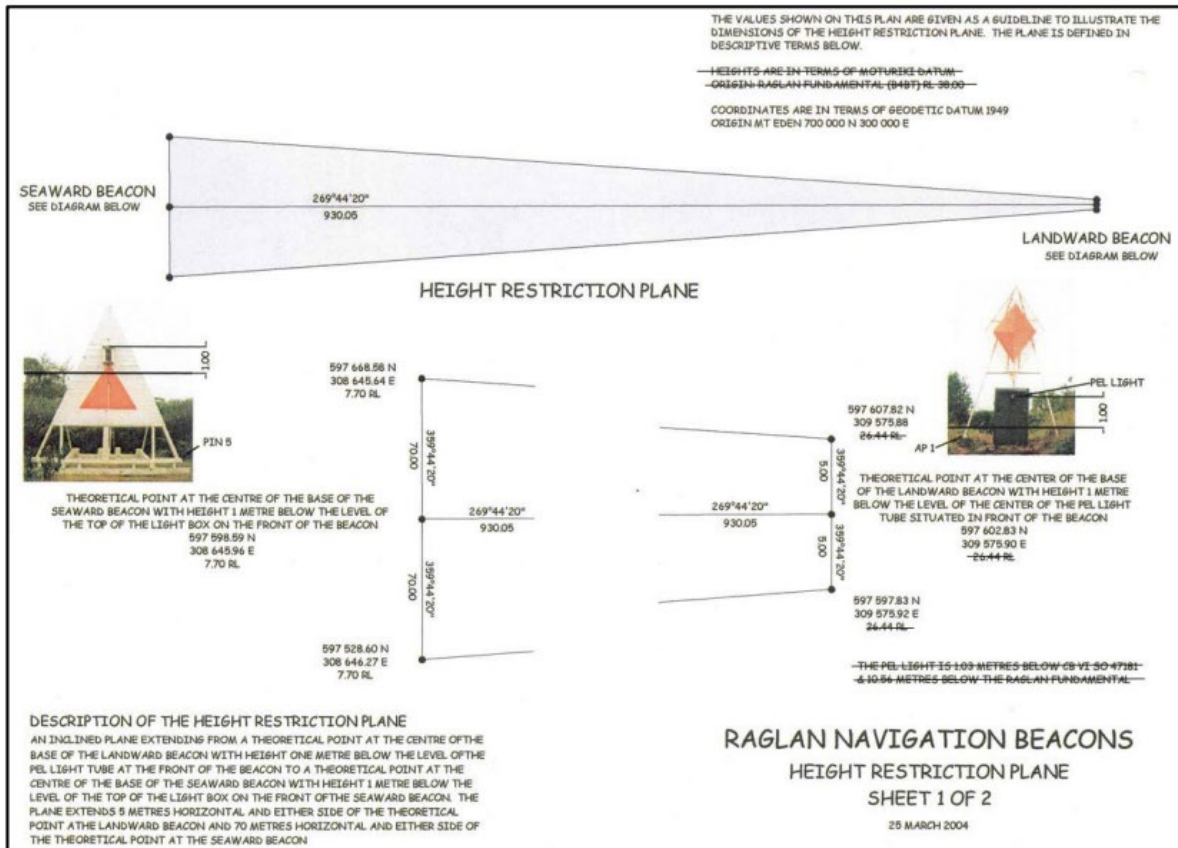 THE VALUES SHOWN ON THIS PLAN ARE GIVEN AS A GUIDELINE TO ILLUSTRATE THE
DIMENSIONS OF THE HEIGHT RESTRICTION PLANE. THE PLANE IS DEFINED IN
DESCRIPTIVE TERMS BELOW.
HEIGHTS ARE IN TERMS OF MOTURIKI DATUM
ORIGIN: RAGLAN FUNDAMENTAL (B4BT) RL 38.00
COORDINATES ARE IN TERMS OF GEODETIC DATUM 1949
ORIGIN MT EDEN 700 000 N 300 000 E
SEAWARD BEACON
SEE DIAGRAM BELOW
269°44'20"
930.05
LANDWARD BEACON
SEE DIAGRAM BELOW
HEIGHT RESTRICTION PLANE
1.00
PIN 5
THEORETICAL POINT AT THE CENTRE OF THE BASE OF THE
SEAWARD BEACON WITH HEIGHT 1 METRE BELOW THE LEVEL OF
THE TOP OF THE LIGHT BOX ON THE FRONT OF THE BEACON
597 598.59 N
308 645.96 E
7.70 RL
597 668.58 N
308 645.64 E
7.70 RL
359°44'20"
70.00
269°44'20"
930.05
359°44'20"
70.00
597 528.60 N
308 646.27 E
7.70 RL
269°44'20"
930.05
359°44'20"
5.00
359°44'20"
5.00
597 607.82 N
309 575.88
26.44 RL
PEL LIGHT
1.00
AP 1
THEORETICAL POINT AT THE CENTER OF THE BASE
OF THE LANDWARD BEACON WITH HEIGHT 1 METRE
BELOW THE LEVEL OF THE CENTER OF THE PEL LIGHT
TUBE SITUATED IN FRONT OF THE BEACON
597 602.83 N
309 575.90 E
26.44 RL
597 597.83 N
309 575.92 E
26.44 RL
THE PEL LIGHT IS 1.03 METRES BELOW CB VI SO 47181
& 10.56 METRES BELOW THE RAGLAN FUNDAMENTAL
DESCRIPTION OF THE HEIGHT RESTRICTION PLANE
AN INCLINED PLANE EXTENDING FROM A THEORETICAL POINT AT THE CENTRE OFTHE
BASE OF THE LANDWARD BEACON WITH HEIGHT ONE METRE BELOW THE LEVEL OFTHE
PEL LIGHT TUBE AT THE FRONT OF THE BEACON TO A THEORETICAL POINT AT THE
CENTRE OF THE BASE OF THE SEAWARD BEACON WITH HEIGHT 1 METRE BELOW THE
LEVEL OF THE TOP OF THE LIGHT BOX ON THE FRONT OFTHE SEAWARD BEACON. THE
PLANE EXTENDS 5 METRES HORIZONTAL AND EITHER SIDE OF THE THEORETICAL
POINT ATHE LANDWARD BEACON AND 70 METRES HORIZONTAL AND EITHER SIDE OF
THE THEORETICAL POINT AT THE SEAWARD BEACON
RAGLAN NAVIGATION BEACONS
HEIGHT RESTRICTION PLANE
SHEET 1 OF 2
25 MARCH 2004